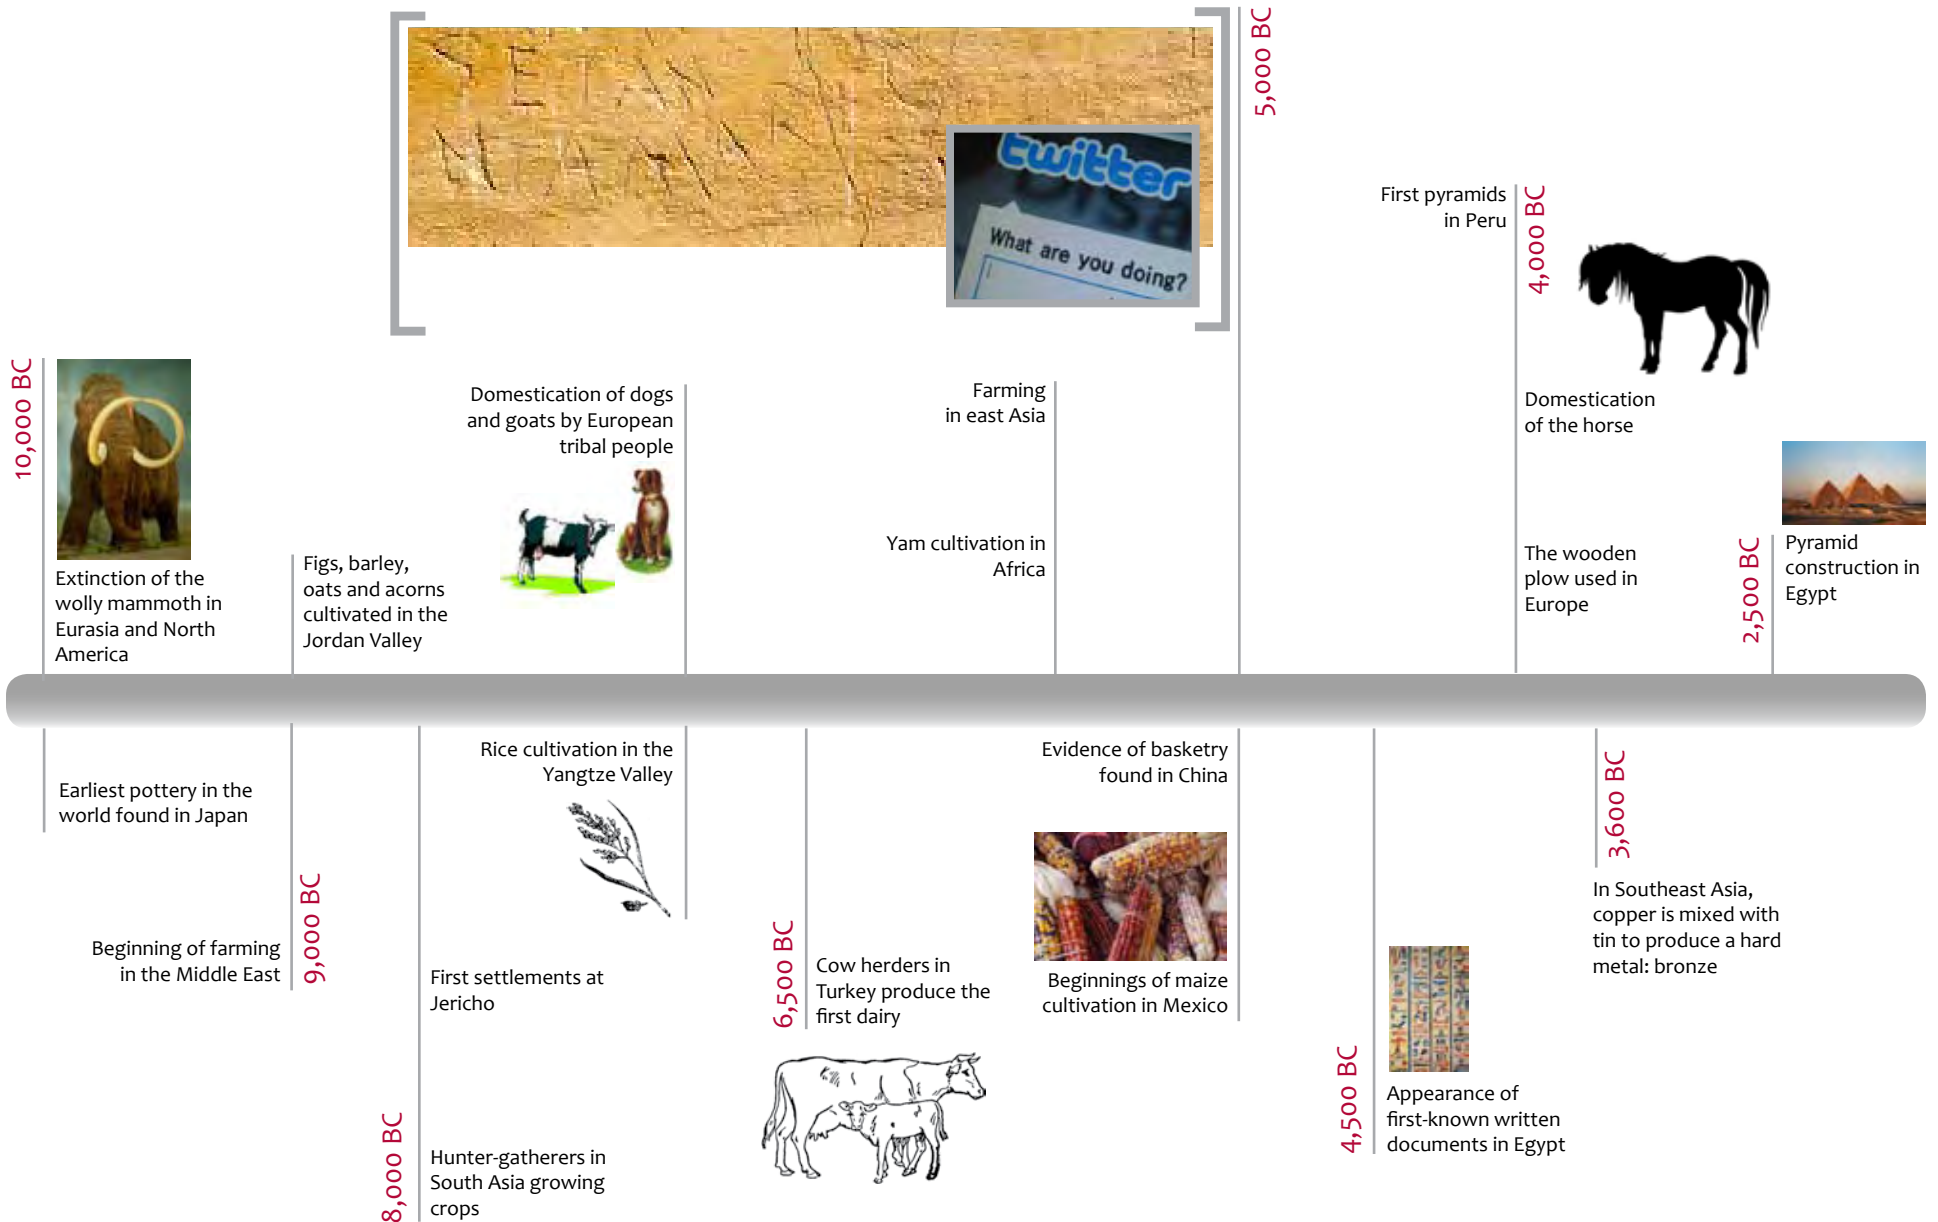 5,000 BC
twitter
What are you doing?
First pyramids
in Peru
4,000 BC
10,000 BC
Domestication of dogs
and goats by European
tribal people
Farming
in east Asia
Domestication
of the horse
Extinction of the
wolly mammoth in
Eurasia and North
America
Figs, barley,
oats and acorns
cultivated in the
Jordan Valley
Yam cultivation in
Africa
The wooden
plow used in
Europe
2,500 BC
Pyramid
construction in
Egypt
Earliest pottery in the
world found in Japan
Beginning of farming
in the Middle East
9,000 BC
Rice cultivation in the
Yangtze Valley
First settlements at
Jericho
8,000 BC
Hunter-gatherers in
South Asia growing
crops
6,500 BC
Cow herders in
Turkey produce the
first dairy
Evidence of basketry
found in China
Beginnings of maize
cultivation in Mexico
4,500 BC
Appearance of
first-known written
documents in Egypt
3,600 BC
In Southeast Asia,
copper is mixed with
tin to produce a hard
metal: bronze